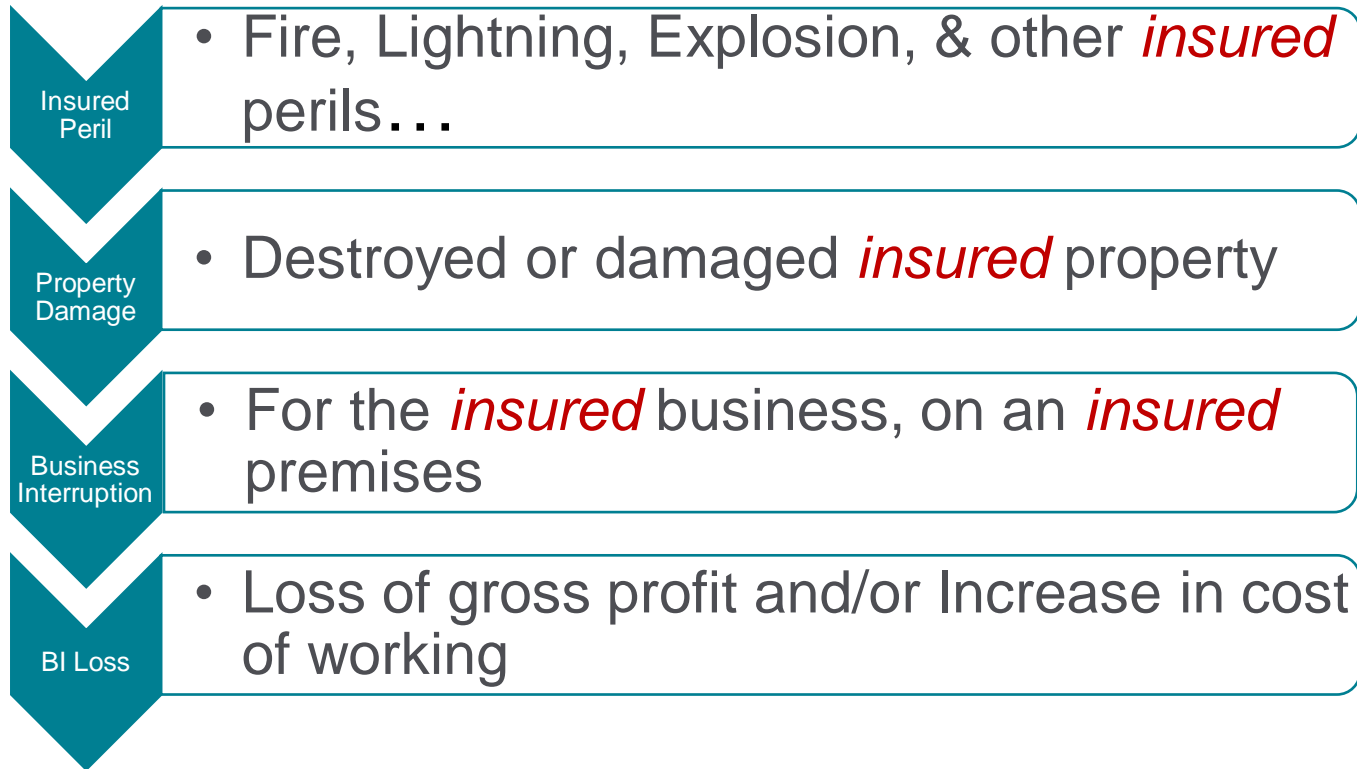 Insured
Peril
• Fire, Lightning, Explosion, & other insured
perils…
Property
Damage
• Destroyed or damaged insured property
Business
Interruption
• For the insured business, on an insured
premises
BI Loss
• Loss of gross profit and/or Increase in cost
of working